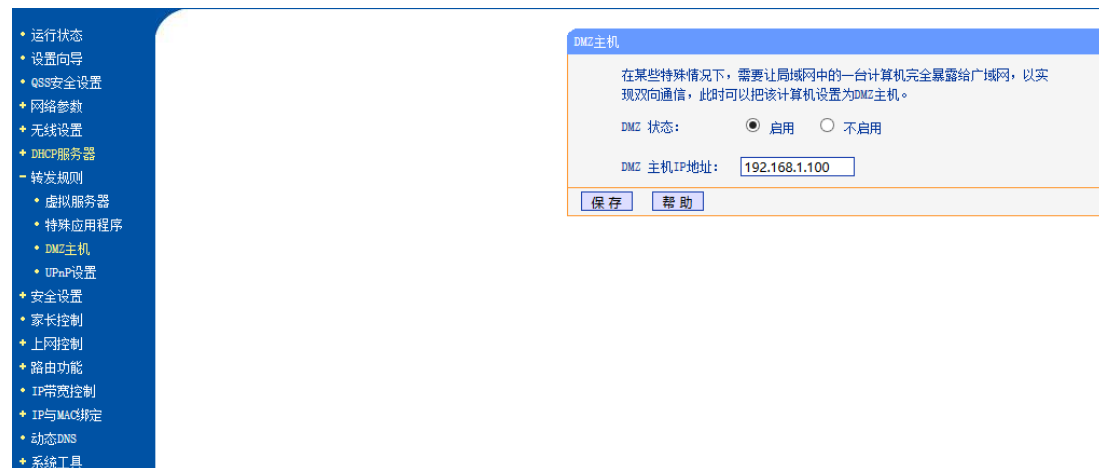 运行状态
设置向导
QSS安全设置
网络参数
无线设置
DHCP服务器
转发规则
虚拟服务器
特殊应用程序
DMZ主机
UPnP设置
安全设置
家长控制
上网控制
路由功能
IP带宽控制
IP与MAC绑定
动态DNS
系统工具
DMZ主机
在某些特殊情况下，需要让局域网中的一台计算机完全暴露给广域网，以实
现双向通信，此时可以把该计算机设置为DMZ主机。
DMZ 状态： 启用 不启用
DMZ 主机IP地址： 192.168.1.100
保 存 帮 助